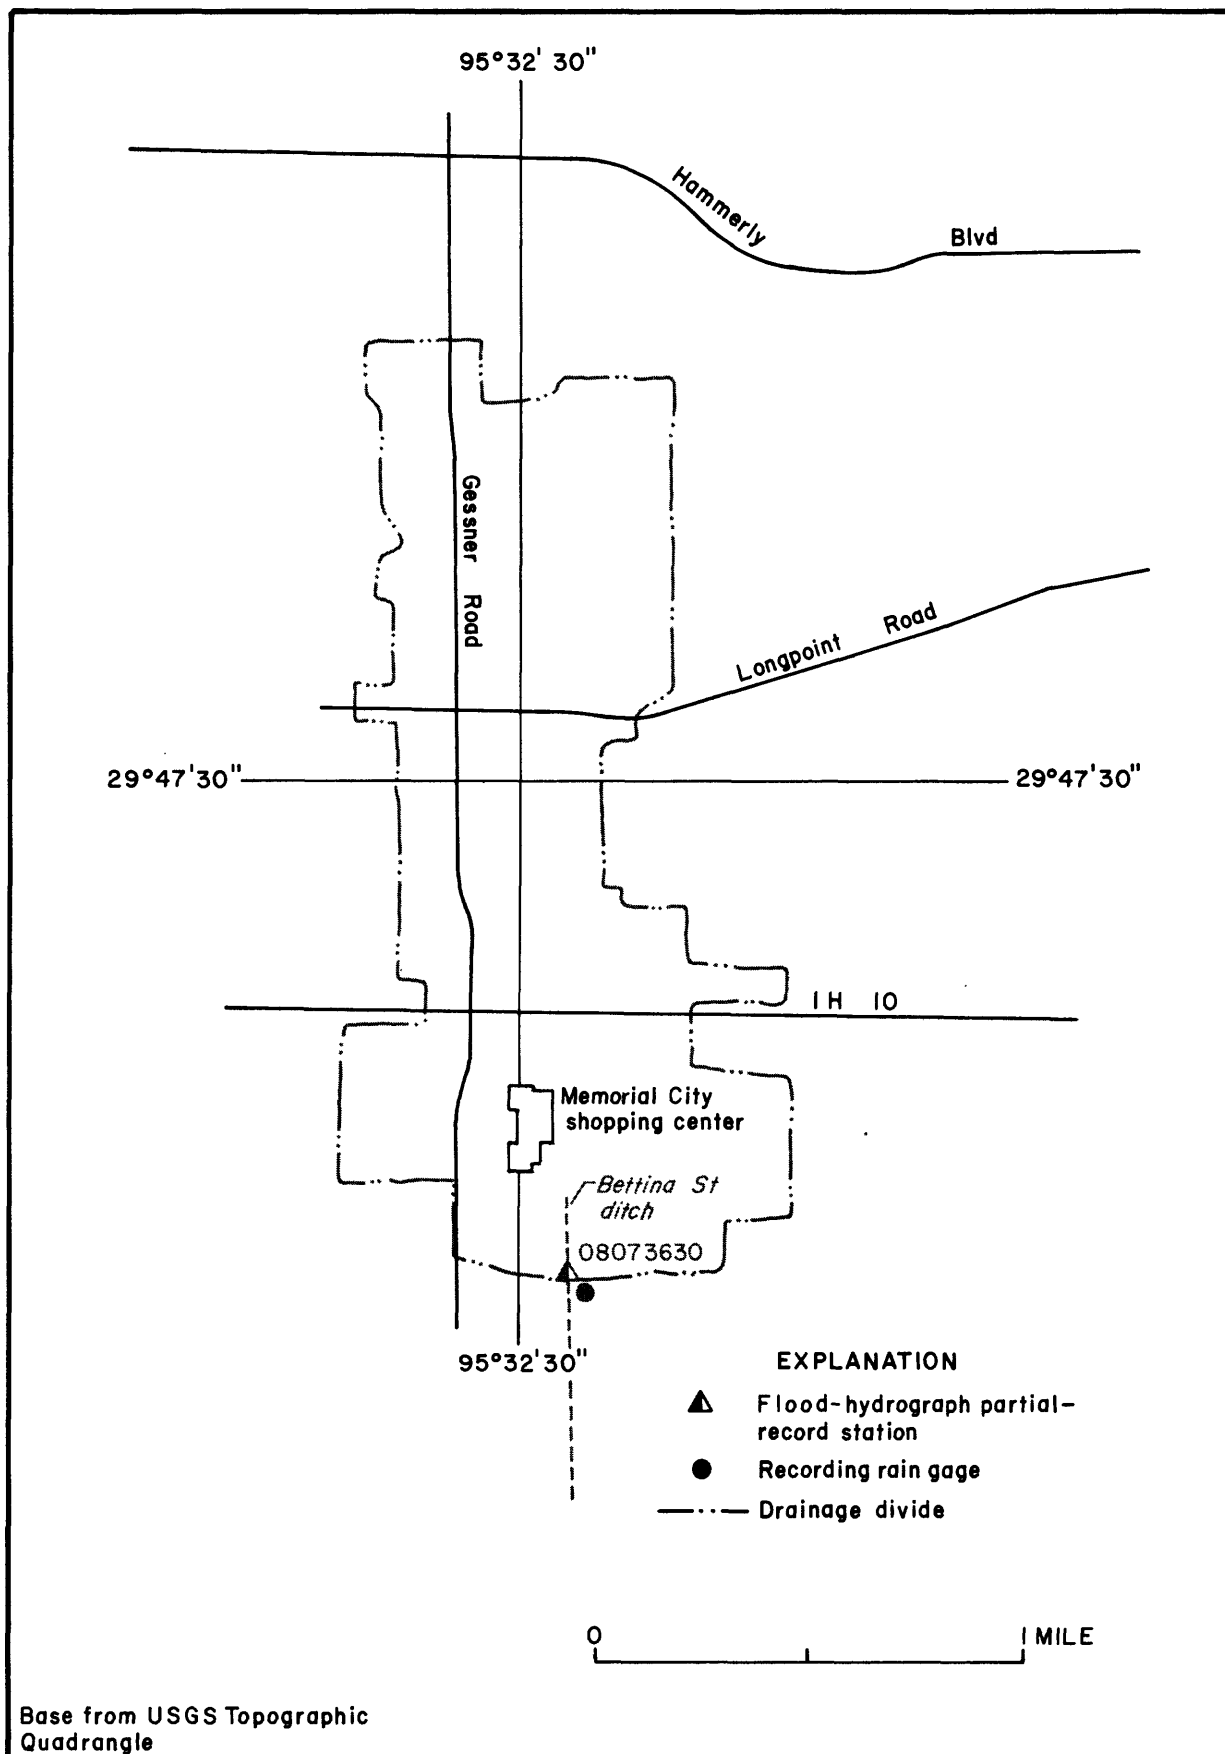 95°32' 30"
Hammerly
Blvd
Gessner Road
Longpoint Road
29°47'30"
29°47'30"
IH 10
Memorial City
shopping center
Bettina St
ditch
08073630
95°32'30"
EXPLANATION
Flood-hydrograph partial-
record station
Recording rain gage
Drainage divide
0
1 MILE
Base from USGS Topographic
Quadrangle